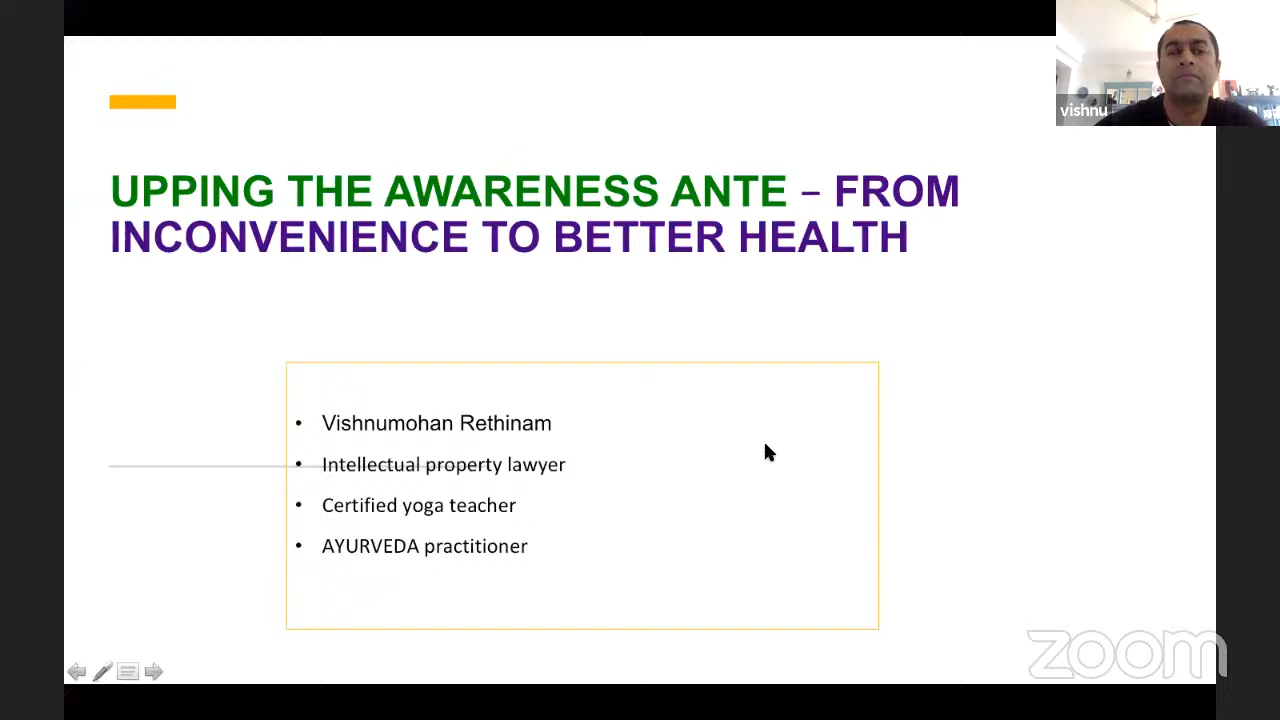 vishnu
UPPING THE AWARENESS ANTE – FROM
INCONVENIENCE TO BETTER HEALTH
• Vishnumohan Rethinam
• Intellectual property lawyer
• Certified yoga teacher
• AYURVEDA practitioner
zoom